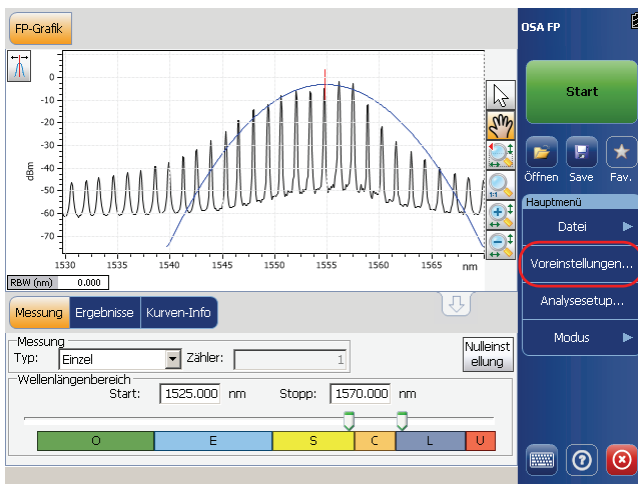 FP-Grafik
OSA FP
0
-10
-20
-30
-40
-50
-60
-70
dBm
1530 1535 1540 1545 1550 1555 1560 1565 nm
1:1
RBW (nm) 0.000
Start
Öffnen Save Fav.
Hauptmenü
Datei
Voreinstellungen...
Analysesetup...
Modus
Messung Ergebnisse Kurven-Info
Messung
Typ: Einzel Zähler: 1
Nulleinst
ellung
Wellenlängenbereich
Start: 1525.000 nm Stopp: 1570.000 nm
O E S C L U
?